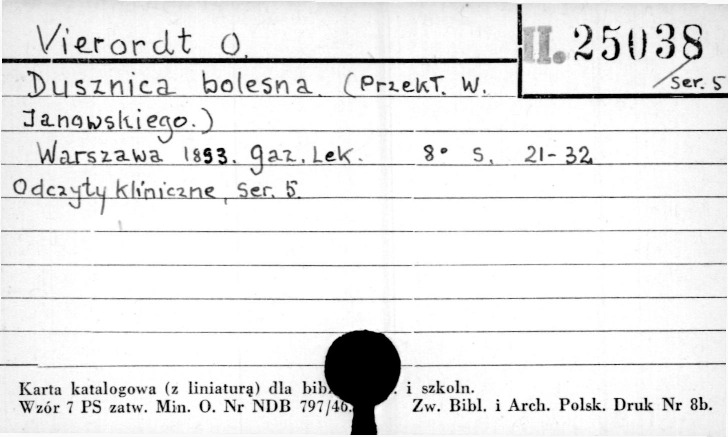 Vierordt O.
II. 25038
Ser. 5
Dusznica bolesna. (Przekł. W.
Janowskiego.)
Warszawa 1893. gaz. Lek. 8° S. 21-32
Odczyty kliniczne, Ser. 5.
Karta katalogowa (z liniaturą) dla i szkoln.
Wzór 7 PS zatw. Min. O. Nr NDB 797/46. Zw. Bibl. i Arch. Polsk. Druk Nr 8b.